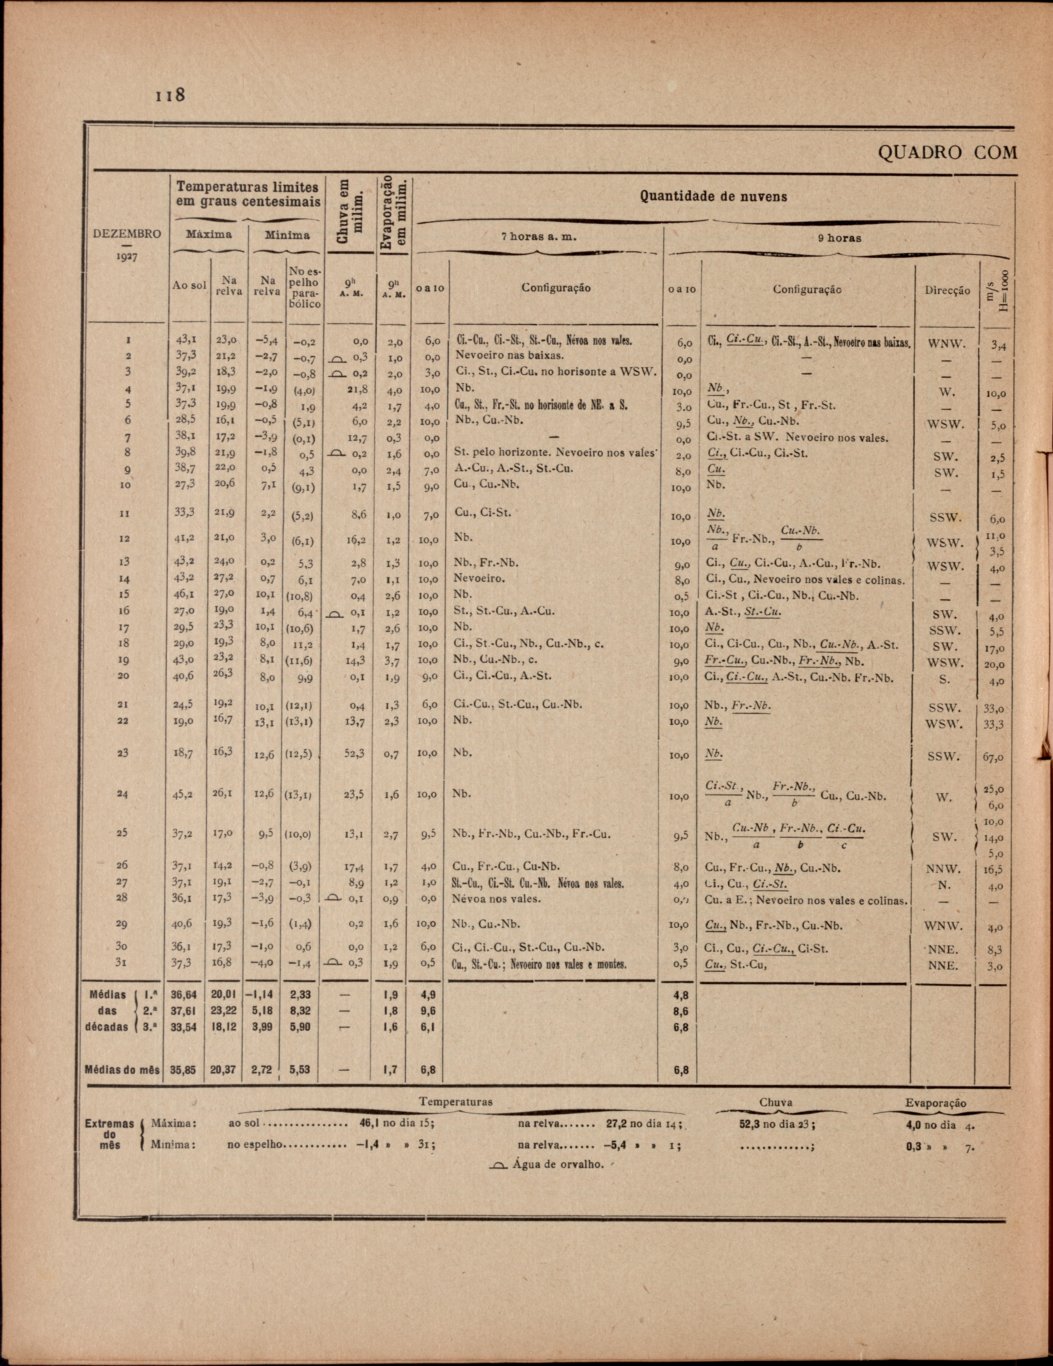 118
QUADRO COM
DEZEMBRO
—
1927
Temperaturas limites
em graus centesimais
Máxima Mínima
Ao sol Na relva Na relva No espelho parabólico
Chuva em milim.
9h A. M.
Evaporação em milim.
9h A. M.
Quantidade de nuvens
7 horas a. m. 9 horas
0 a 10 Configuração 0 a 10 Configuração Direcção m/s H=1000
1 43,1 23,0 —5,4 —0,2 0,0 2,0 6,0 Ci.-Cu., Ci.-St., St.-Cu., Névoa nos vales. 6,0 Ci., Ci.-Cu., Ci.-St., A.-St., Nevoeiro nas baixas. WNW. 3,4
2 37,3 21,2 —2,7 —0,7 0,3 1,0 0,0 Nevoeiro nas baixas. 0,0 — — —
3 39,2 18,3 —2,0 —0,8 0,2 2,0 3,0 Ci., St., Ci.-Cu. no horisonte a WSW. 0,0 — — —
4 37,1 19,9 —1,9 (4,0) 21,8 4,0 10,0 Nb. 10,0 Nb., W. 10,0
5 37,3 19,9 —0,8 1,9 4,2 1,7 4,0 Cu., St., Fr.-St. no horisonte de NE. a S. 3.0 Cu., Fr.-Cu., St , Fr.-St. — —
6 28,5 16,1 —0,5 (5,1) 6,0 2,2 10,0 Nb., Cu.-Nb. 9,5 Cu., Nb., Cu.-Nb. WSW. 5,0
7 38,1 17,2 —3,9 (0,1) 12,7 0,3 0,0 — 0,0 Ci.-St. a SW. Nevoeiro nos vales. — —
8 39,8 21,9 —1,8 0,5 0,2 1,6 0,0 St. pelo horizonte. Nevoeiro nos vales 2,0 Ci., Ci.-Cu., Ci.-St. SW. 2,5
9 38,7 22,0 0,5 4,3 0,0 2,4 7,0 A.-Cu., A.-St., St.-Cu. 8,0 Cu. SW. 1,5
10 27,3 20,6 7,1 (9,1) 1,7 1,5 9,0 Cu , Cu.-Nb. 10,0 Nb. — —
11 33,3 21,9 2,2 (5,2) 8,6 1,0 7,0 Cu., Ci-St. 10,0 Nb. SSW. 6,0
12 41,2 21,0 3,0 (6,1) 16,2 1,2 10,0 Nb. 10,0 Nb., a Fr.-Nb., Cu.-Nb. b WSW. 11,0 3,5
13 43,2 24,0 0,2 5,3 2,8 1,3 10,0 Nb., Fr.-Nb. 9,0 Ci., Cu., Ci.-Cu., A.-Cu., Fr.-Nb. WSW. 4,0
14 43,2 27,2 0,7 6,1 7,0 1,1 10,0 Nevoeiro. 8,0 Ci., Cu., Nevoeiro nos vales e colinas. — —
15 46,1 27,0 10,1 (10,8) 0,4 2,6 10,0 Nb. 0,5 Ci.-St , Ci.-Cu., Nb., Cu.-Nb. — —
16 27,0 19,0 1,4 6,4 0,1 1,2 10,0 St., St.-Cu., A.-Cu. 10,0 A.-St., St.-Cu. SW. 4,0
17 29,5 23,3 10,1 (10,6) 1,7 2,6 10,0 Nb. 10,0 Nb. SSW. 5,5
18 29,0 19,3 8,0 11,2 1,4 1,7 10,0 Ci., St.-Cu., Nb., Cu.-Nb., c. 10,0 Ci., Ci-Cu., Cu., Nb., Cu.-Nb., A.-St. SW. 17,0
19 43,0 23,2 8,1 (11,6) 14,3 3,7 10,0 Nb., Cu.-Nb., c. 9,0 Fr.-Cu., Cu.-Nb., Fr.-Nb., Nb. WSW. 20,0
20 40,6 26,3 8,0 9,9 0,1 1,9 9,0 Ci., Ci.-Cu., A.-St. 10,0 Ci., Ci.-Cu., A.-St., Cu.-Nb. Fr.-Nb. S. 4,0
21 24,5 19,2 10,1 (12,1) 0,4 1,3 6,0 Ci.-Cu., St.-Cu., Cu.-Nb. 10,0 Nb., Fr.-Nb. SSW. 33,0
22 19,0 16,7 13,1 (13,1) 13,7 2,3 10,0 Nb. 10,0 Nb. WSW. 33,3
23 18,7 16,3 12,6 (12,5) 52,3 0,7 10,0 Nb. 10,0 Nb. SSW. 67,0
24 45,2 26,1 12,6 (13,1) 23,5 1,6 10,0 Nb. 10,0 Ci.-St., a Nb., Fr.-Nb., b Cu., Cu.-Nb. W. 25,0 6,0
25 37,2 17,0 9,5 (10,0) 13,1 2,7 9,5 Nb., Fr.-Nb., Cu.-Nb., Fr.-Cu. 9,5 Nb., Cu.-Nb , a Fr.-Nb., b Ci.-Cu. c SW. 10,0 14,0 5,0
26 37,1 14,2 —0,8 (3,9) 17,4 1,7 4,0 Cu., Fr.-Cu., Cu-Nb. 8,0 Cu., Fr.-Cu., Nb., Cu.-Nb. NNW. 16,5
27 37,1 19,1 —2,7 —0,1 8,9 1,2 1,0 St.-Cu., Ci.-St. Cu.-Nb. Névoa nos vales. 4,0 Ci., Cu., Ci.-St. N. 4,0
28 36,1 17,3 —3,9 —0,3 0,1 0,9 0,0 Névoa nos vales. 0,0 Cu. a E.; Nevoeiro nos vales e colinas. — —
29 40,6 19,3 —1,6 (1,4) 0,2 1,6 10,0 Nb., Cu.-Nb. 10,0 Cu., Nb., Fr.-Nb., Cu.-Nb. WNW. 4,0
30 36,1 17,3 —1,0 0,6 0,0 1,2 6,0 Ci., Ci.-Cu., St.-Cu., Cu.-Nb. 3,0 Ci., Cu., Ci.-Cu., Ci-St. NNE. 8,3
31 37,3 16,8 —4,0 —1,4 0,3 1,9 0,5 Cu., St.-Cu.; Nevoeiro nos vales e montes. 0,5 Cu., St.-Cu, NNE. 3,0
Médias das décadas
1.ª 36,64 20,01 —1,14 2,33 — 1,9 4,9 4,8
2.ª 37,61 23,22 5,18 8,32 — 1,8 9,6 8,6
3.ª 33,54 18,12 3,99 5,90 — 1,6 6,1 6,8
Médias do mês 35,85 20,37 2,72 5,53 — 1,7 6,8 6,8
Temperaturas Chuva Evaporação
Extremas do mês
Máxima: ao sol ................ 46,1 no dia 15; na relva....... 27,2 no dia 14; 52,3 no dia 23; 4,0 no dia 4.
Mínima: no espelho............ —1,4 » » 31; na relva....... —5,4 » » 1; .............; 0,3 » » 7.
Água de orvalho.